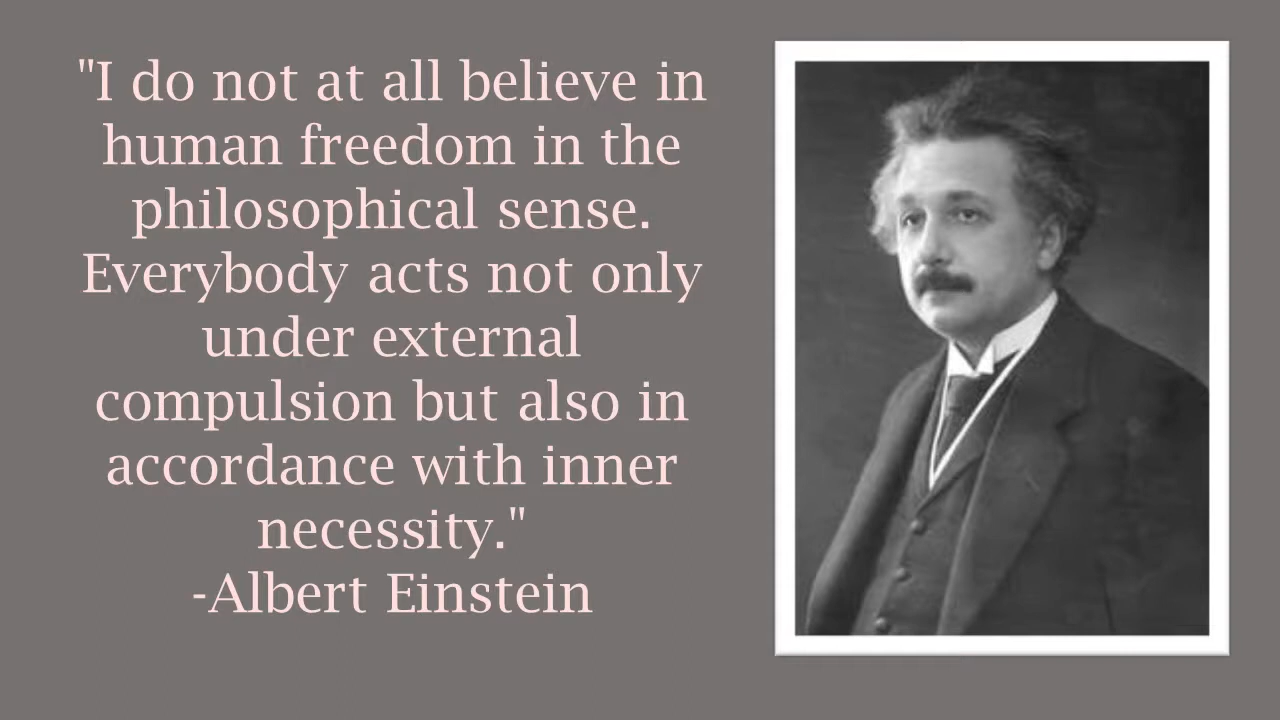 "I do not at all believe in
human freedom in the
philosophical sense.
Everybody acts not only
under external
compulsion but also in
accordance with inner
necessity."
-Albert Einstein